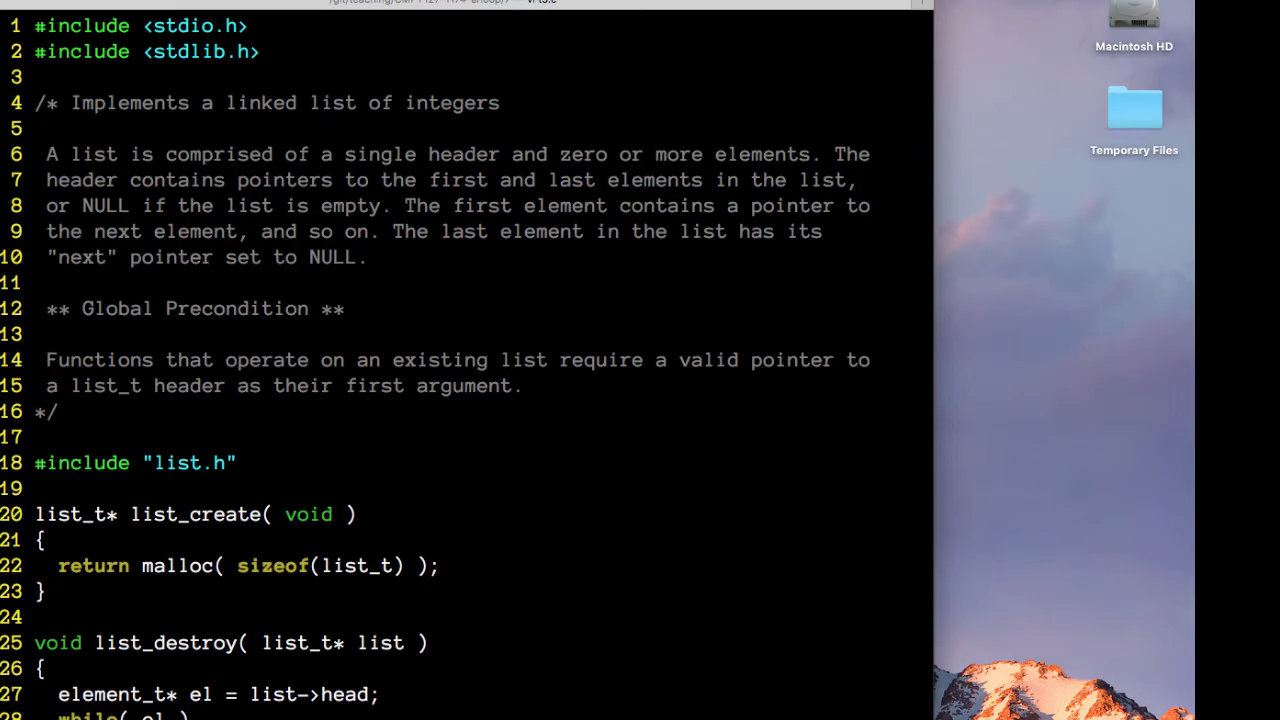 1 #include <stdio.h>
2 #include <stdlib.h>
3
4 /* Implements a linked list of integers
5
6 A list is comprised of a single header and zero or more elements. The
7 header contains pointers to the first and last elements in the list,
8 or NULL if the list is empty. The first element contains a pointer to
9 the next element, and so on. The last element in the list has its
10 "next" pointer set to NULL.
11
12 ** Global Precondition **
13
14 Functions that operate on an existing list require a valid pointer to
15 a list_t header as their first argument.
16 */
17
18 #include "list.h"
19
20 list_t* list_create( void )
21 {
22 return malloc( sizeof(list_t) );
23 }
24
25 void list_destroy( list_t* list )
26 {
27 element_t* el = list->head;
28 while( el )
Macintosh HD
Temporary Files